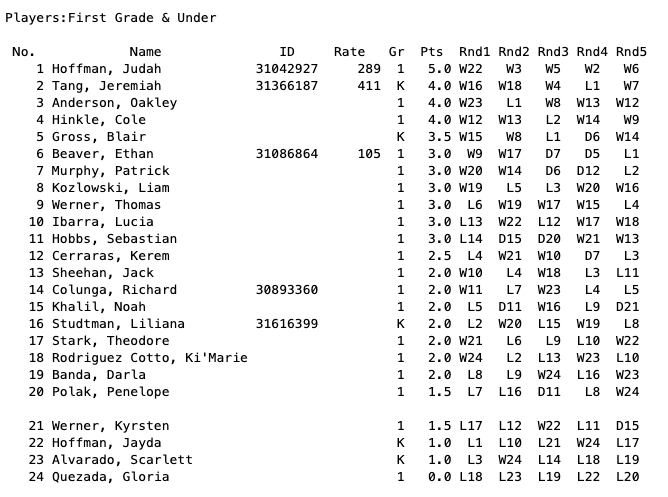 Players:First Grade & Under
No. Name ID Rate Gr Pts Rnd1 Rnd2 Rnd3 Rnd4 Rnd5
1 Hoffman, Judah 31042927 289 1 5.0 W22 W3 W5 W2 W6
2 Tang, Jeremiah 31366187 411 K 4.0 W16 W18 W4 L1 W7
3 Anderson, Oakley 1 4.0 W23 L1 W8 W13 W12
4 Hinkle, Cole 1 4.0 W12 W13 L2 W14 W9
5 Gross, Blair K 3.5 W15 W8 L1 D6 W14
6 Beaver, Ethan 31086864 105 1 3.0 W9 W17 D7 D5 L1
7 Murphy, Patrick 1 3.0 W20 W14 D6 D12 L2
8 Kozlowski, Liam 1 3.0 W19 L5 L3 W20 W16
9 Werner, Thomas 1 3.0 L6 W19 W17 W15 L4
10 Ibarra, Lucia 1 3.0 L13 W22 L12 W17 W18
11 Hobbs, Sebastian 1 3.0 L14 D15 D20 W21 W13
12 Cerraras, Kerem 1 2.5 L4 W21 W10 D7 L3
13 Sheehan, Jack 1 2.0 W10 L4 W18 L3 L11
14 Colunga, Richard 30893360 1 2.0 W11 L7 W23 L4 L5
15 Khalil, Noah 1 2.0 L5 D11 W16 L9 D21
16 Studtman, Liliana 31616399 K 2.0 L2 W20 L15 W19 L8
17 Stark, Theodore 1 2.0 W21 L6 L9 L10 W22
18 Rodriguez Cotto, Ki'Marie 1 2.0 W24 L2 L13 W23 L10
19 Banda, Darla 1 2.0 L8 L9 W24 L16 W23
20 Polak, Penelope 1 1.5 L7 L16 D11 L8 W24
21 Werner, Kyrsten 1 1.5 L17 L12 W22 L11 D15
22 Hoffman, Jayda K 1.0 L1 L10 L21 W24 L17
23 Alvarado, Scarlett K 1.0 L3 W24 L14 L18 L19
24 Quezada, Gloria 1 0.0 L18 L23 L19 L22 L20